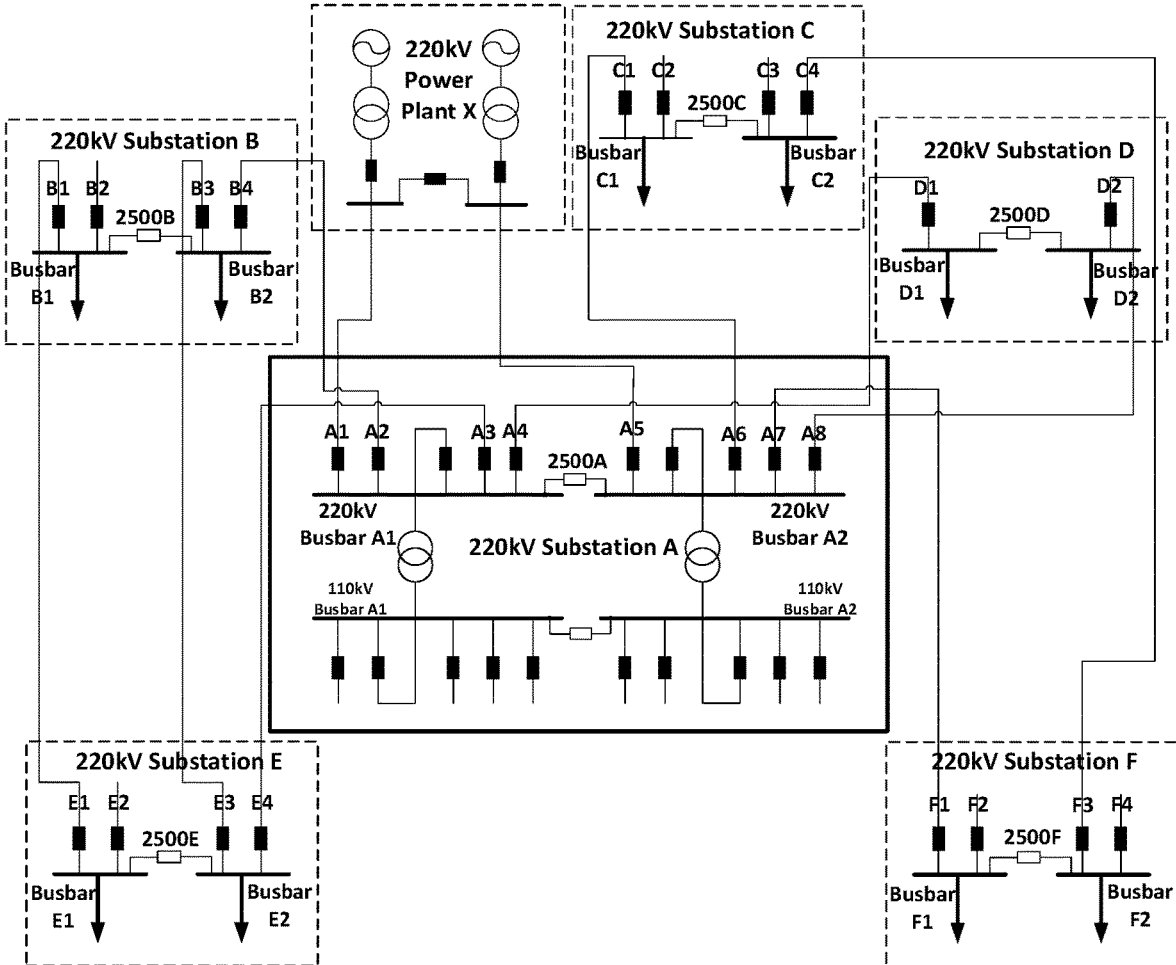 220kV Substation C
220kV
Power
Plant X
C1 C2 C3 C4
2500C
Busbar
C1
Busbar
C2
220kV Substation B
B1 B2 B3 B4
2500B
Busbar
B1
Busbar
B2
220kV Substation D
D1 D2
2500D
Busbar
D1
Busbar
D2
A1 A2 A3 A4 A5 A6 A7 A8
2500A
220kV
Busbar A1
220kV Substation A
220kV
Busbar A2
110kV
Busbar A1
110kV
Busbar A2
220kV Substation E
E1 E2 E3 E4
2500E
Busbar
E1
Busbar
E2
220kV Substation F
F1 F2 F3 F4
2500F
Busbar
F1
Busbar
F2